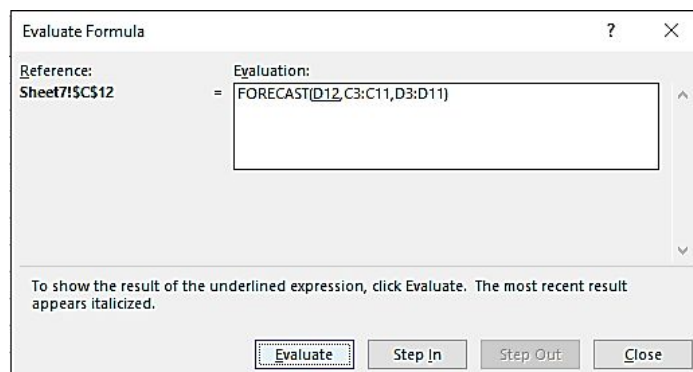 Evaluate Formula
? ×
Reference: Evaluation:
Sheet7!$C$12 = FORECAST(D12,C3:C11,D3:D11)
To show the result of the underlined expression, click Evaluate. The most recent result
appears italicized.
Evaluate Step In Step Out Close